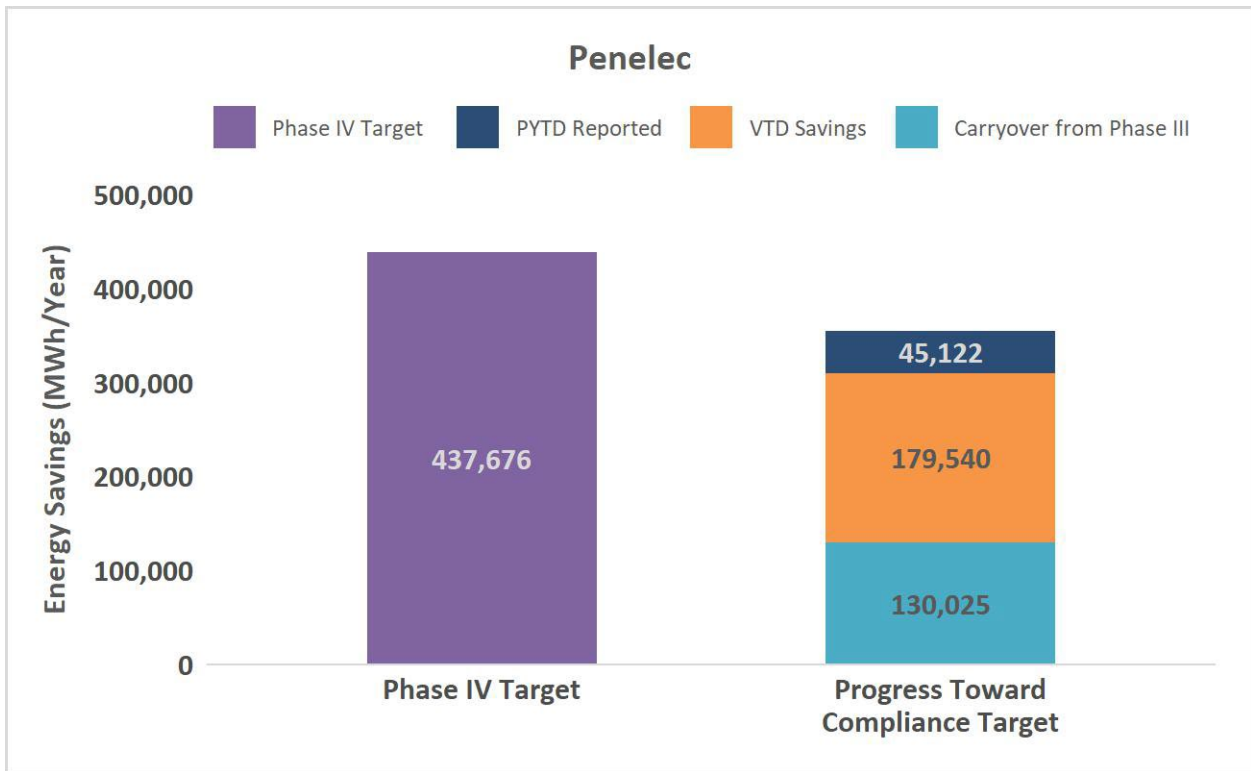 Penelec
Phase IV Target
PYTD Reported
VTD Savings
Carryover from Phase III
Energy Savings (MWh/Year)
500,000
400,000
300,000
200,000
100,000
0
437,676
45,122
179,540
130,025
Phase IV Target
Progress Toward
Compliance Target